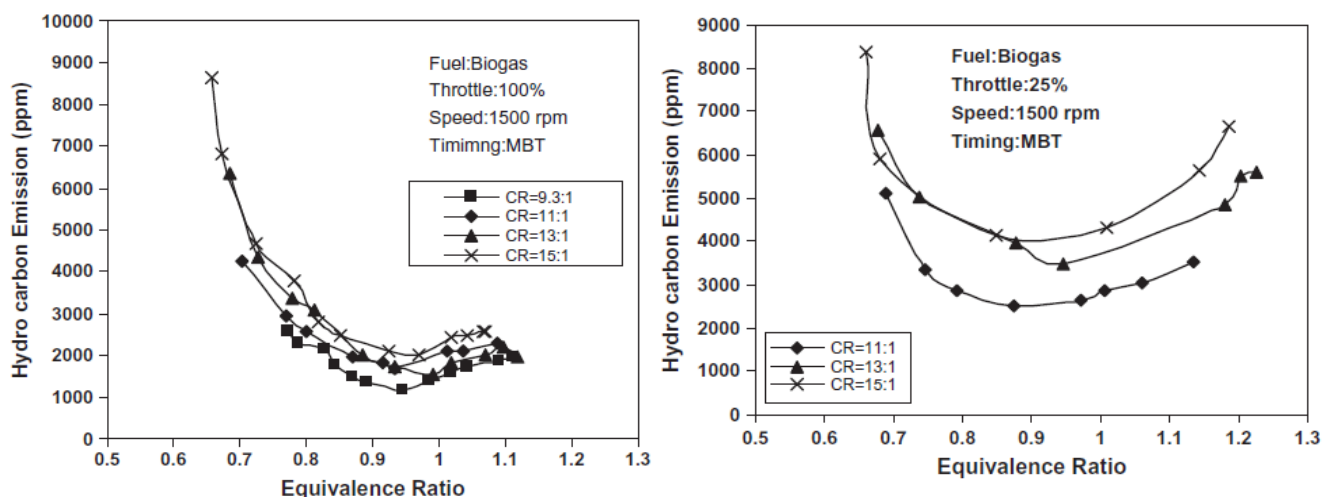 10000
9000
8000
7000
6000
5000
4000
3000
2000
1000
0
Hydro carbon Emission (ppm)
Fuel:Biogas
Throttle:100%
Speed:1500 rpm
Timimng:MBT
CR=9.3:1
CR=11:1
CR=13:1
CR=15:1
0.5 0.6 0.7 0.8 0.9 1 1.1 1.2 1.3
Equivalence Ratio
9000
8000
7000
6000
5000
4000
3000
2000
1000
0
Hydro carbon Emission (ppm)
Fuel:Biogas
Throttle:25%
Speed:1500 rpm
Timing:MBT
CR=11:1
CR=13:1
CR=15:1
0.5 0.6 0.7 0.8 0.9 1 1.1 1.2 1.3
Equivalence Ratio